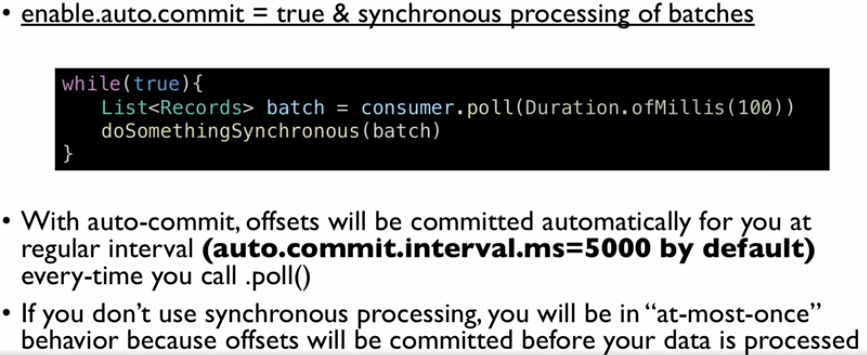 • enable.auto.commit = true & synchronous processing of batches
while(true){
    List<Records> batch = consumer.poll(Duration.ofMillis(100))
    doSomethingSynchronous(batch)
}
• With auto-commit, offsets will be committed automatically for you at
regular interval (auto.commit.interval.ms=5000 by default)
every-time you call .poll()
• If you don’t use synchronous processing, you will be in “at-most-once”
behavior because offsets will be committed before your data is processed